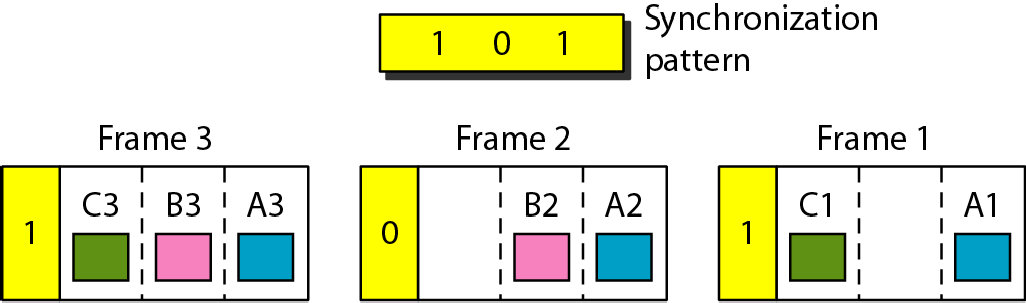 1 0 1
Synchronization
pattern
Frame 3 Frame 2 Frame 1
C3 B3 A3 B2 A2 C1 A1
1 0 1